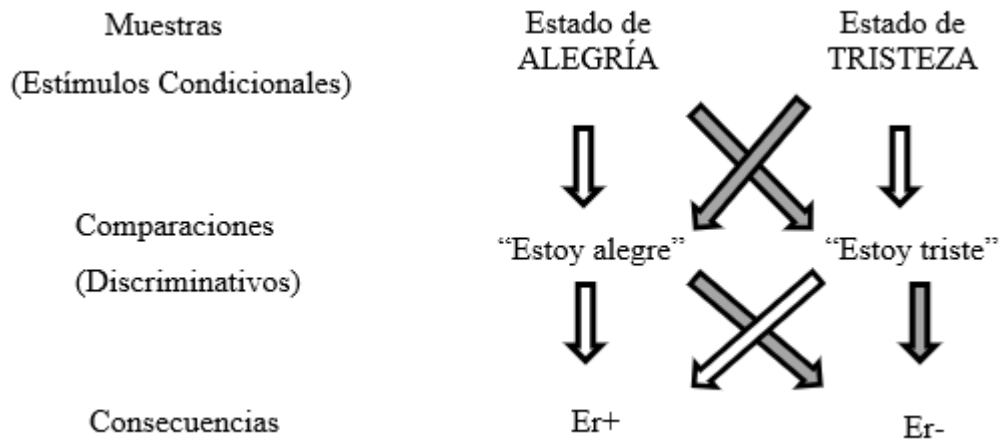 Muestras
(Estímulos Condicionales)
Estado de
ALEGRÍA
Estado de
TRISTEZA
Comparaciones
(Discriminativos)
“Estoy alegre”
“Estoy triste”
Consecuencias
Er+
Er-